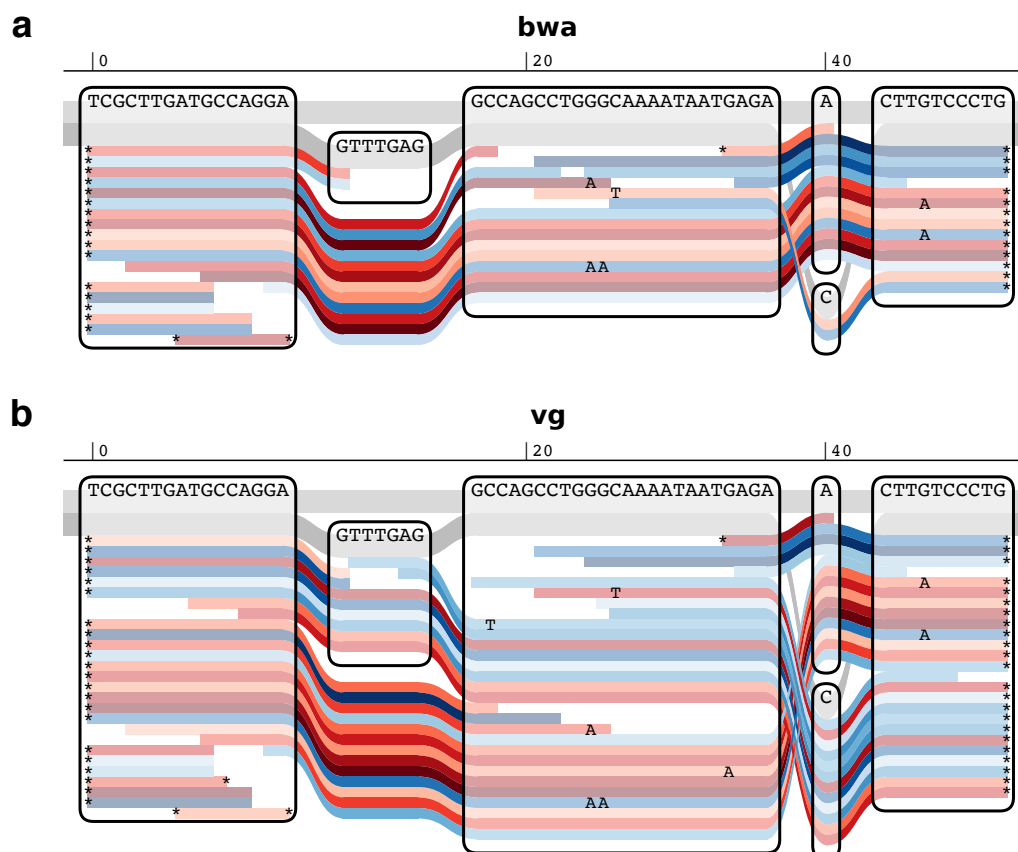 a
bwa
0 20 40
TCGCTTGATGCCAGGA GCCAGCCTGGGCAAAATAATGAGA A CTTGTCCCTG
GTTTGAG
* *
*
*
* A
* T
* A
*
*
* A
*
*
AA
* C
*
*
*
*
* *
b
vg
0 20 40
TCGCTTGATGCCAGGA GCCAGCCTGGGCAAAATAATGAGA A CTTGTCCCTG
GTTTGAG
* *
*
*
*
* A
* T
*
* T
* A
*
*
*
*
*
* C
*
*
A
*
*
A
* *
*
* AA
* *